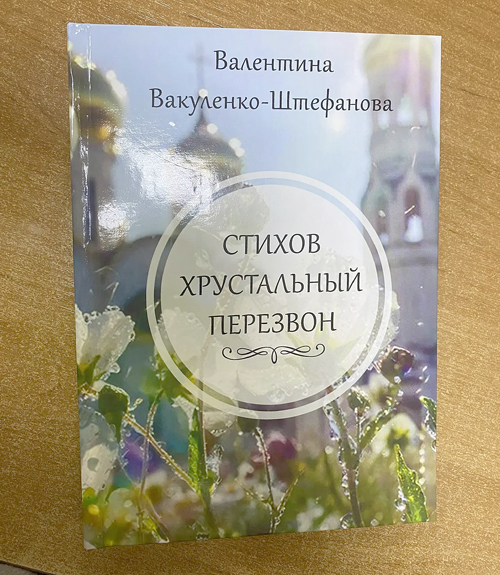 Валентина
Вакуленко-Штефанова
СТИХОВ
ХРУСТАЛЬНЫЙ
ПЕРЕЗВОН